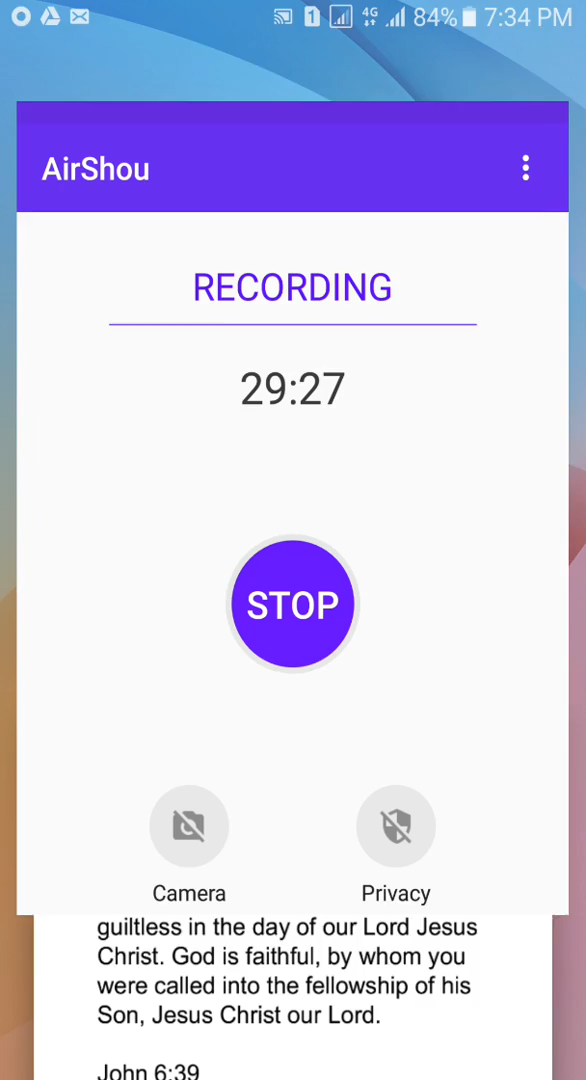 1 4G 84% 7:34 PM
AirShou
RECORDING
29:27
STOP
Camera Privacy
guiltless in the day of our Lord Jesus
Christ. God is faithful, by whom you
were called into the fellowship of his
Son, Jesus Christ our Lord.
John 6:39